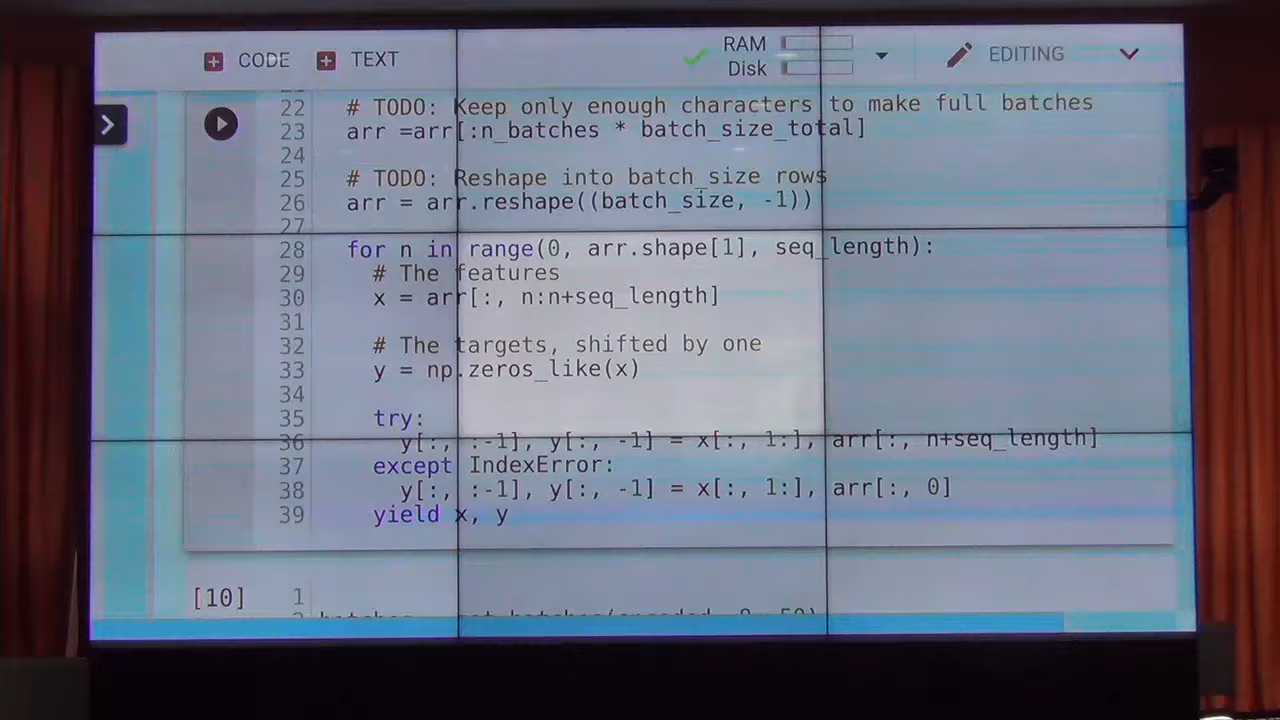 CODE TEXT RAM Disk EDITING
22 # TODO: Keep only enough characters to make full batches
23 arr =arr[:n_batches * batch_size_total]
24
25 # TODO: Reshape into batch_size rows
26 arr = arr.reshape((batch_size, -1))
27
28 for n in range(0, arr.shape[1], seq_length):
29 # The features
30 x = arr[:, n:n+seq_length]
31
32 # The targets, shifted by one
33 y = np.zeros_like(x)
34
35 try:
36 y[:, :-1], y[:, -1] = x[:, 1:], arr[:, n+seq_length]
37 except IndexError:
38 y[:, :-1], y[:, -1] = x[:, 1:], arr[:, 0]
39 yield x, y
[10] 1